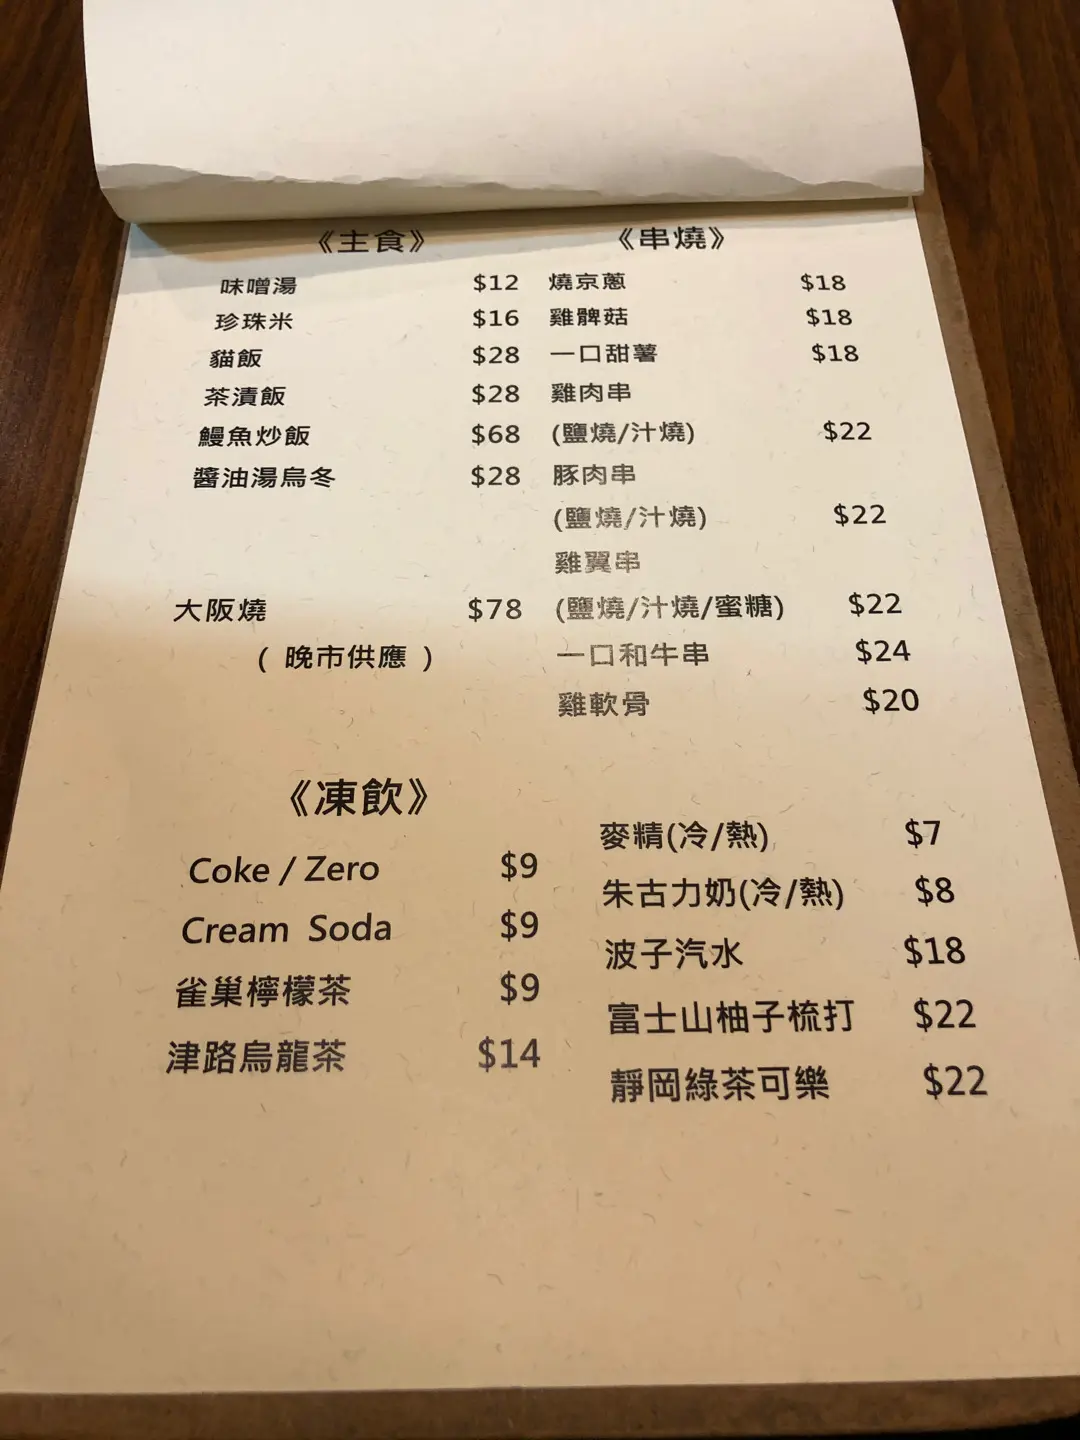 《主食》
味噌湯 $12
珍珠米 $16
貓飯 $28
茶漬飯 $28
鰻魚炒飯 $68
醬油湯烏冬 $28
大阪燒 $78
( 晚市供應 )
《串燒》
燒京蔥 $18
雞髀菇 $18
一口甜薯 $18
雞肉串
(鹽燒/汁燒) $22
豚肉串
(鹽燒/汁燒) $22
雞翼串
(鹽燒/汁燒/蜜糖) $22
一口和牛串 $24
雞軟骨 $20
《凍飲》
Coke / Zero $9
Cream Soda $9
雀巢檸檬茶 $9
津路烏龍茶 $14
麥精(冷/熱) $7
朱古力奶(冷/熱) $8
波子汽水 $18
富士山柚子梳打 $22
靜岡綠茶可樂 $22